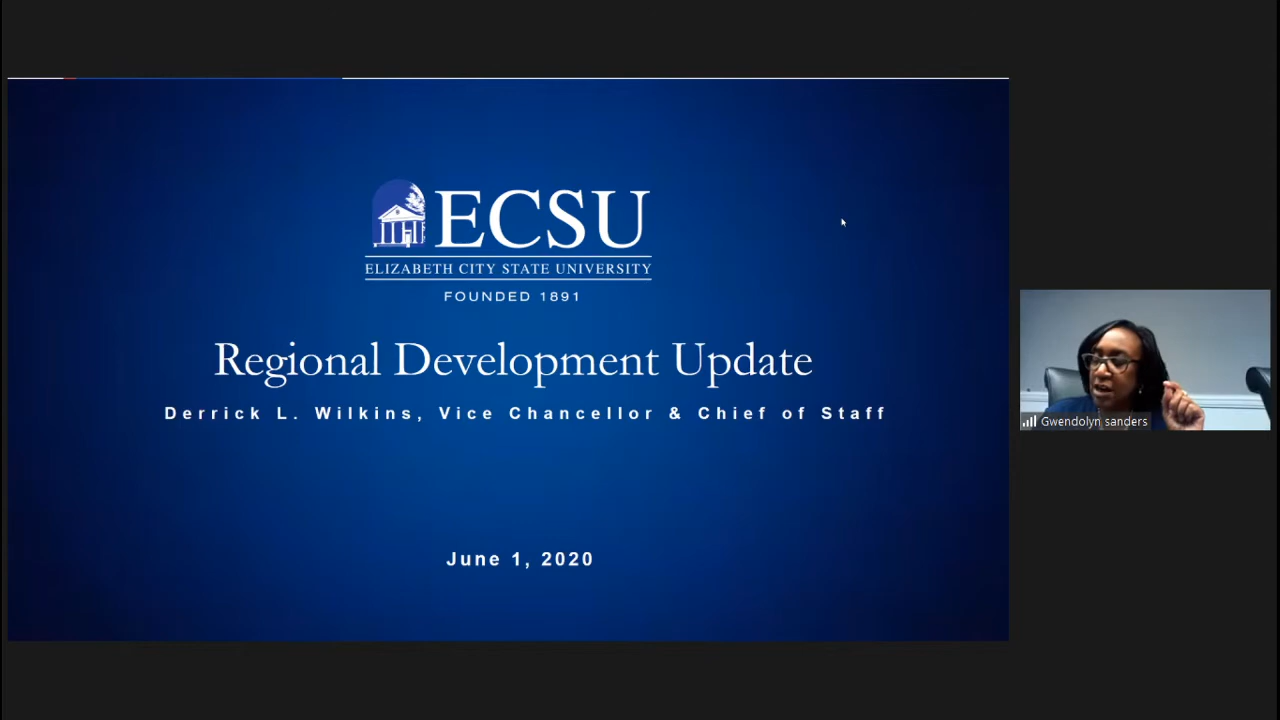 ECSU
ELIZABETH CITY STATE UNIVERSITY
FOUNDED 1891
Regional Development Update
Derrick L. Wilkins, Vice Chancellor & Chief of Staff
June 1, 2020
Gwendolyn sanders